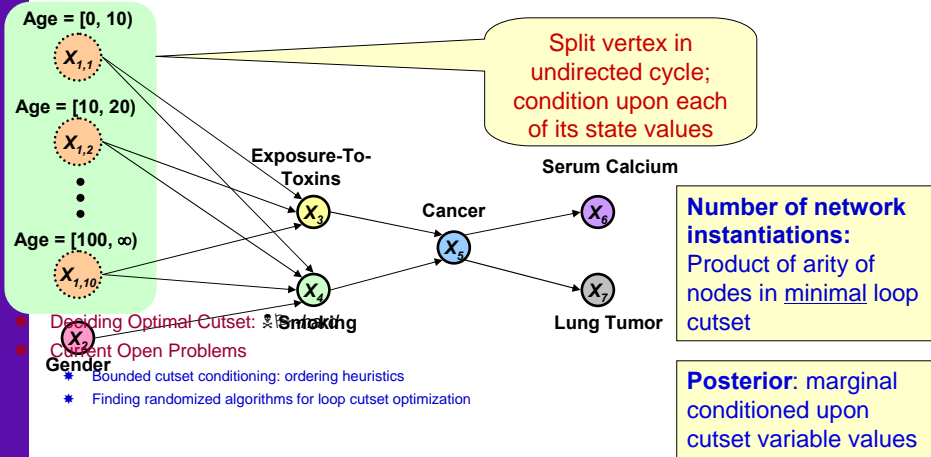 Age = [0, 10)
X1,1
Age = [10, 20)
X1,2
Age = [100, ∞)
X1,10
Split vertex in
undirected cycle;
condition upon each
of its state values
Exposure-To-
Toxins
X3
Serum Calcium
X6
Cancer
X5
X4
Smoking
X7
Lung Tumor
X2
Gender
Number of network
instantiations:
Product of arity of
nodes in minimal loop
cutset
Deciding Optimal Cutset:
Current Open Problems
Bounded cutset conditioning: ordering heuristics
Finding randomized algorithms for loop cutset optimization
Posterior: marginal
conditioned upon
cutset variable values